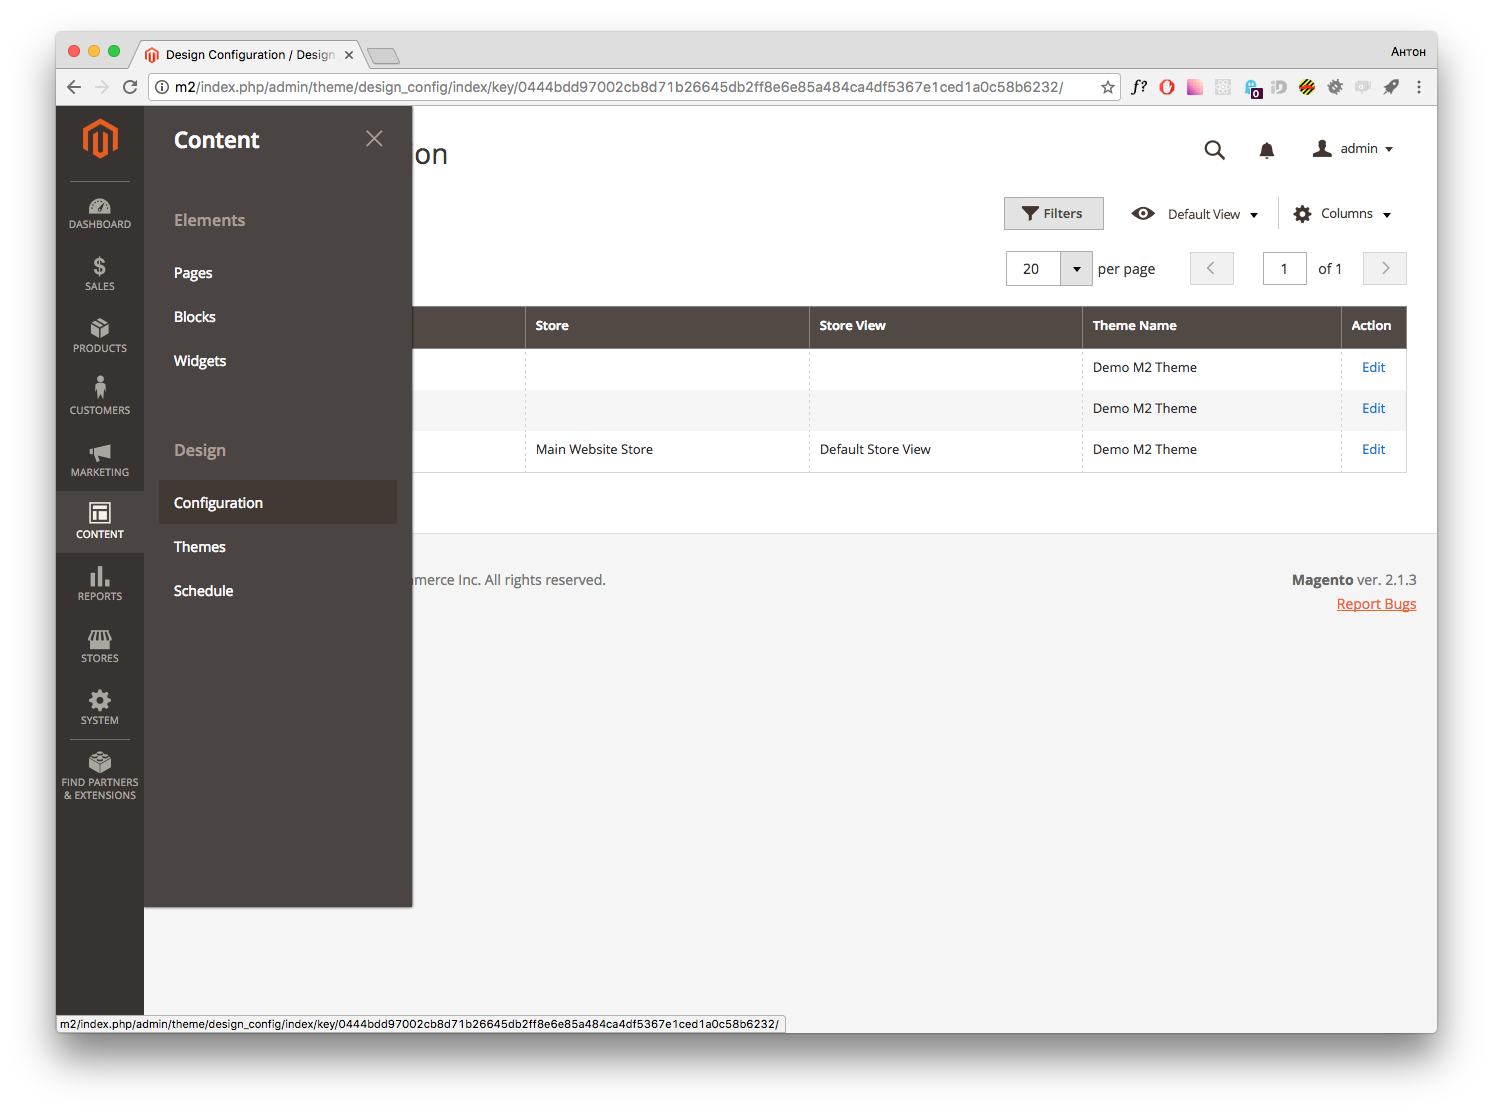 Design Configuration / Design
Антон
m2/index.php/admin/theme/design_config/index/key/0444bdd97002cb8d71b26645db2ff8e6e85a484ca4df5367e1ced1a0c58b6232/
f?
0
DASHBOARD
SALES
PRODUCTS
CUSTOMERS
MARKETING
CONTENT
REPORTS
STORES
SYSTEM
FIND PARTNERS
& EXTENSIONS
Content
Elements
Pages
Blocks
Widgets
Design
Configuration
Themes
Schedule
on
admin
Filters
Default View
Columns
20
per page
1
of 1
Store Store View Theme Name Action
Demo M2 Theme Edit
Demo M2 Theme Edit
Main Website Store Default Store View Demo M2 Theme Edit
merce Inc. All rights reserved.
Magento ver. 2.1.3
Report Bugs
m2/index.php/admin/theme/design_config/index/key/0444bdd97002cb8d71b26645db2ff8e6e85a484ca4df5367e1ced1a0c58b6232/